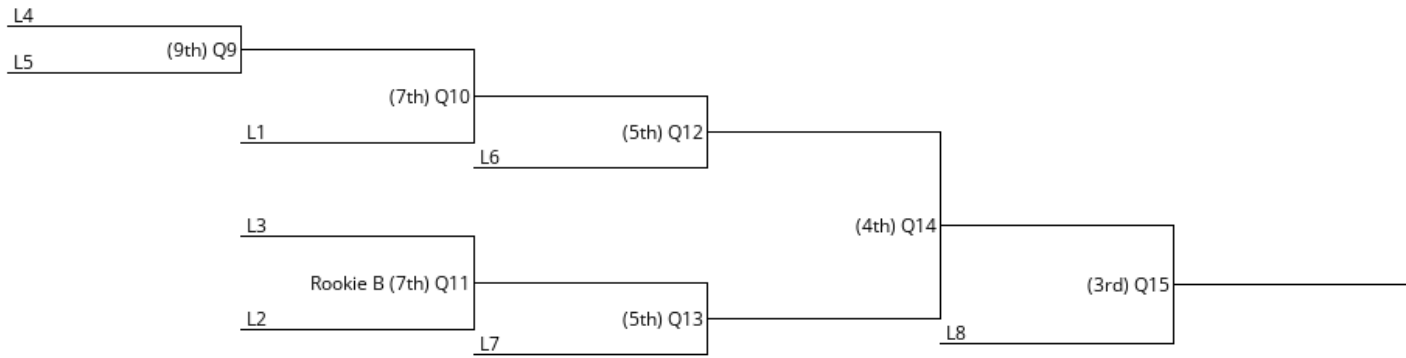 L4
(9th) Q9
L5
(7th) Q10
L1
(5th) Q12
L6
L3
(4th) Q14
Rookie B (7th) Q11
(3rd) Q15
L2
(5th) Q13
L8
L7